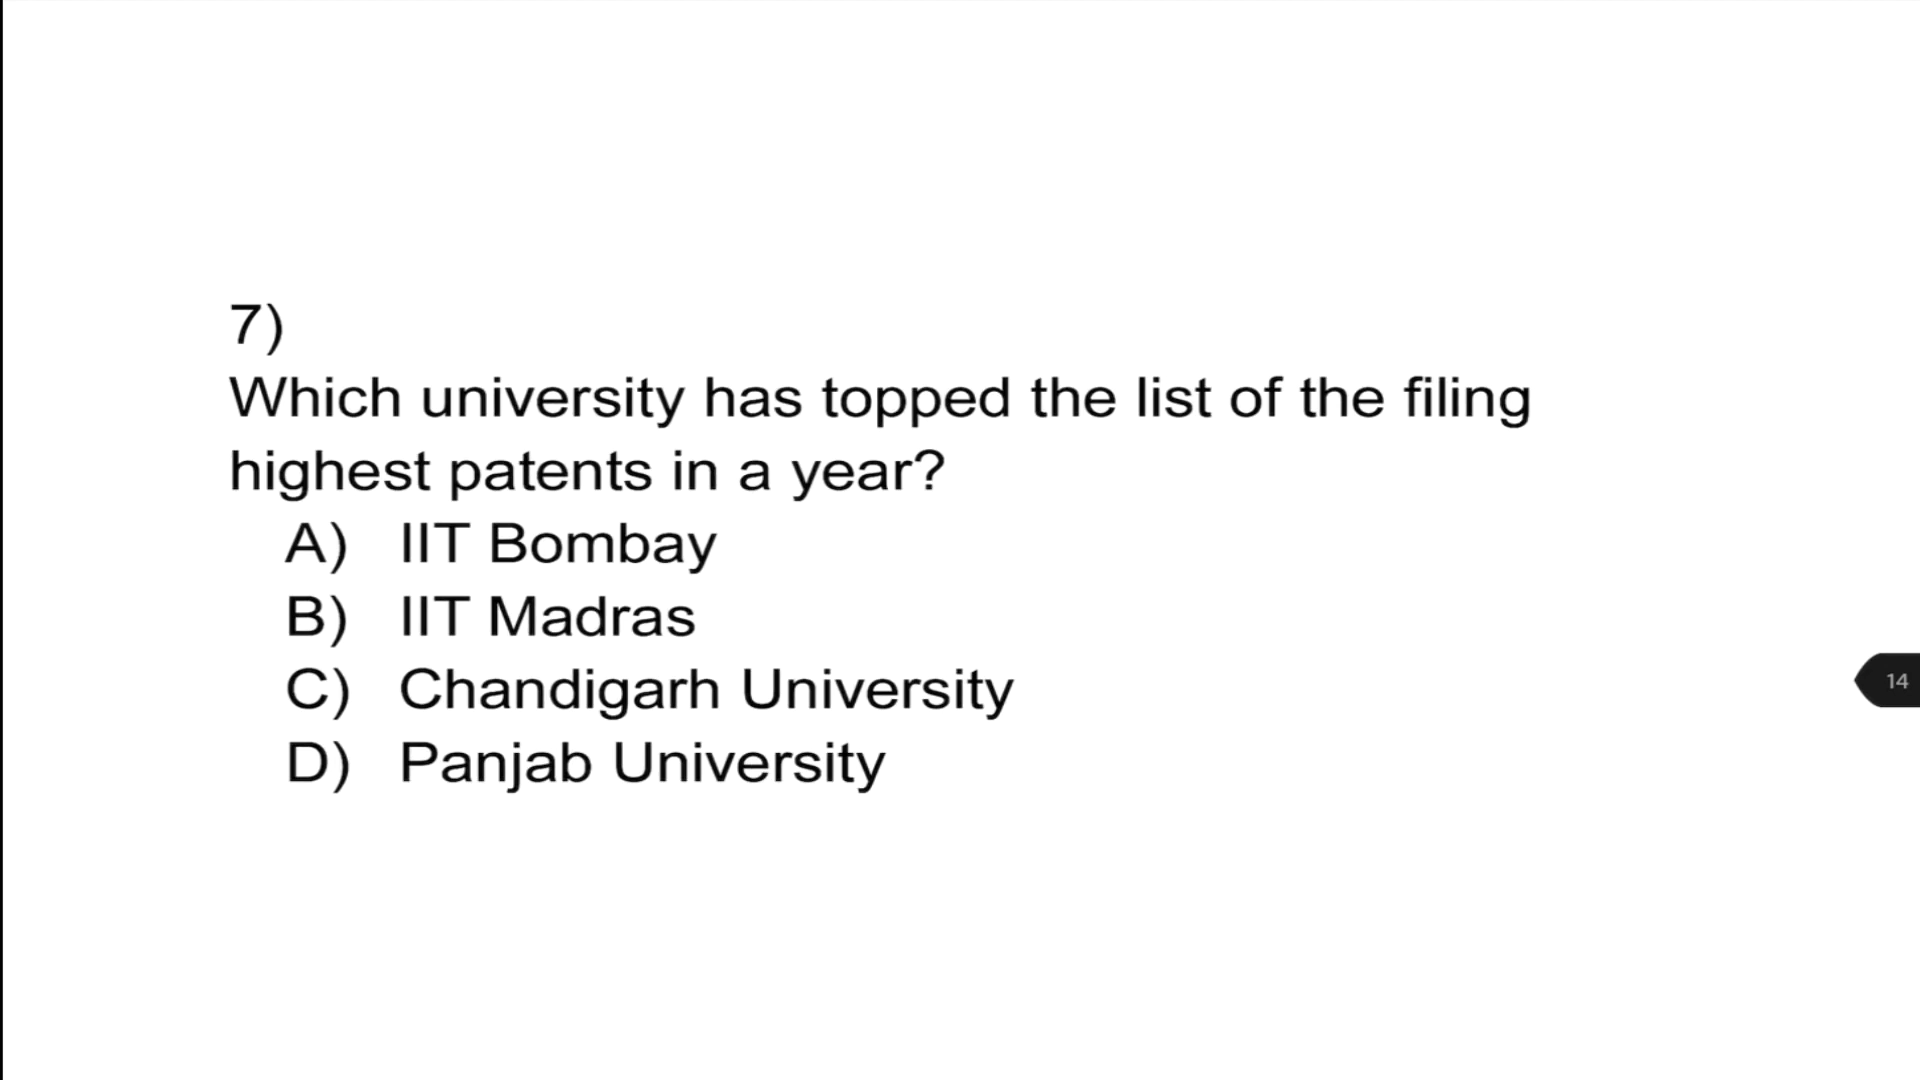 7)
Which university has topped the list of the filing
highest patents in a year?
A) IIT Bombay
B) IIT Madras
C) Chandigarh University
D) Panjab University
14